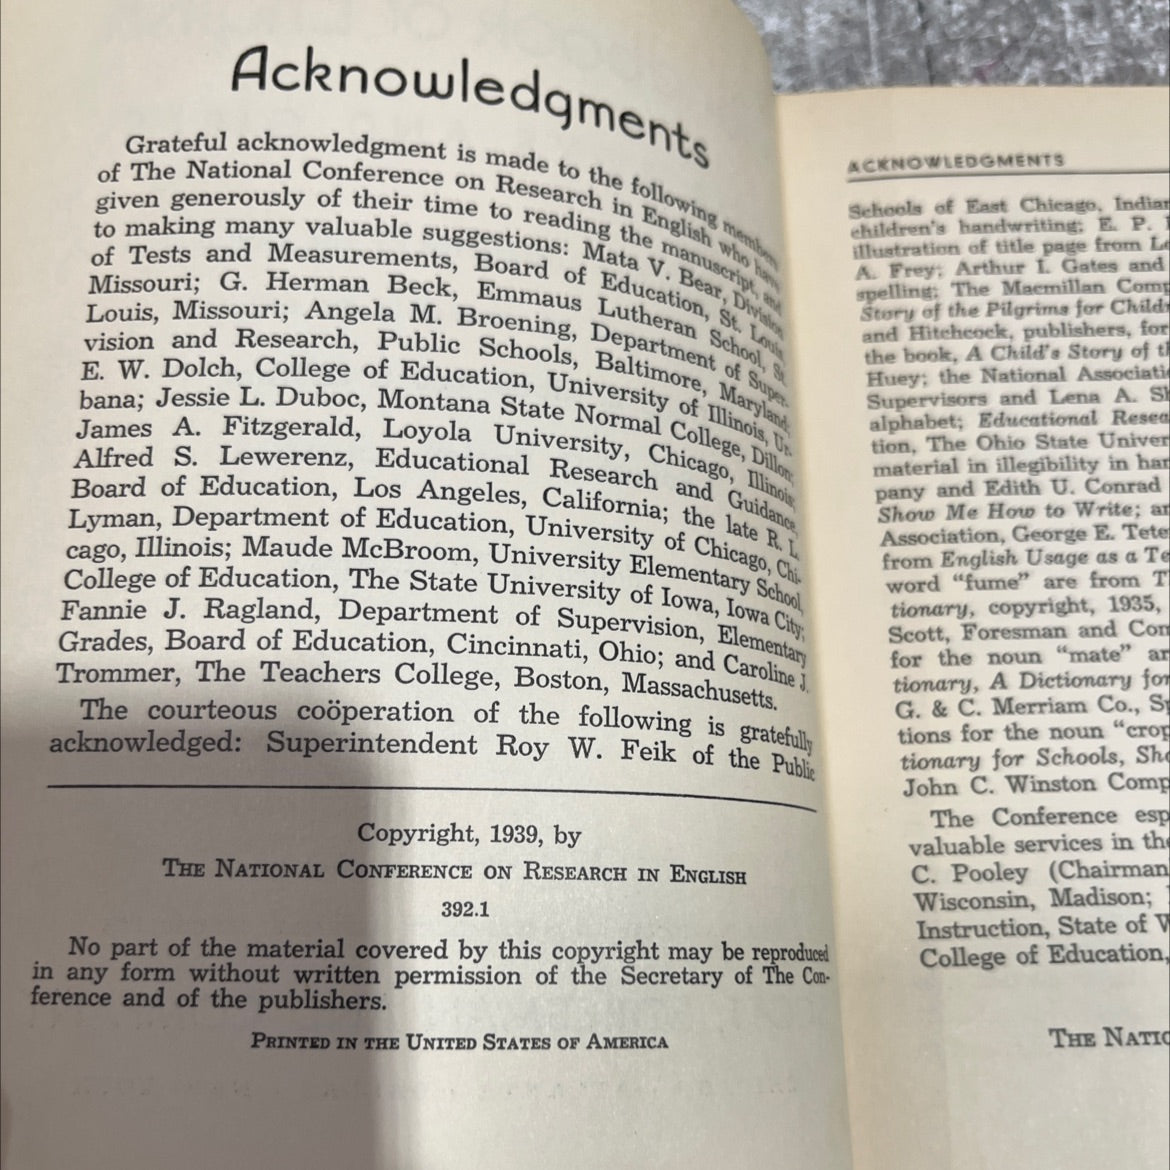 Acknowledgments
Grateful acknowledgment is made to the following members
of The National Conference on Research in English who have
given generously of their time to reading the manuscript, and
to making many valuable suggestions: Mata V. Bear, Division
of Tests and Measurements, Board of Education, St. Louis,
Missouri; G. Herman Beck, Emmaus Lutheran School, St.
Louis, Missouri; Angela M. Broening, Department of Super-
vision and Research, Public Schools, Baltimore, Maryland;
E. W. Dolch, College of Education, University of Illinois, Ur-
bana; Jessie L. Duboc, Montana State Normal College, Dillon;
James A. Fitzgerald, Loyola University, Chicago, Illinois;
Alfred S. Lewerenz, Educational Research and Guidance,
Board of Education, Los Angeles, California; the late R. L.
Lyman, Department of Education, University of Chicago, Chi-
cago, Illinois; Maude McBroom, University Elementary School,
College of Education, The State University of Iowa, Iowa City;
Fannie J. Ragland, Department of Supervision, Elementary
Grades, Board of Education, Cincinnati, Ohio; and Caroline J.
Trommer, The Teachers College, Boston, Massachusetts.
The courteous coöperation of the following is gratefully
acknowledged: Superintendent Roy W. Feik of the Public
Copyright, 1939, by
THE NATIONAL CONFERENCE ON RESEARCH IN ENGLISH
392.1
No part of the material covered by this copyright may be reproduced
in any form without written permission of the Secretary of The Con-
ference and of the publishers.
PRINTED IN THE UNITED STATES OF AMERICA
ACKNOWLEDGMENTS
Schools of East Chicago, Indian
children's handwriting; E. P.
illustration of title page from
A. Frey; Arthur I. Gates and
spelling; The Macmillan Comp
Story of the Pilgrims for Child
and Hitchcock, publishers, for
the book, A Child's Story of
Huey; the National Associati
Supervisors and Lena A.
alphabet; Educational Resea
tion, The Ohio State Univer
material in illegibility in
pany and Edith U. Conrad
Show Me How to Write;
Association, George E.
from English Usage as a
word "fume" are from
tionary, copyright, 1935,
Scott, Foresman and
for the noun "mate"
tionary, A Dictionary for
G. & C. Merriam Co.,
tions for the noun "crop
tionary for Schools,
John C. Winston Comp
The Conference esp
valuable services in the
C. Pooley (Chairman
Wisconsin, Madison;
Instruction, State of
College of Education,
THE NATIO